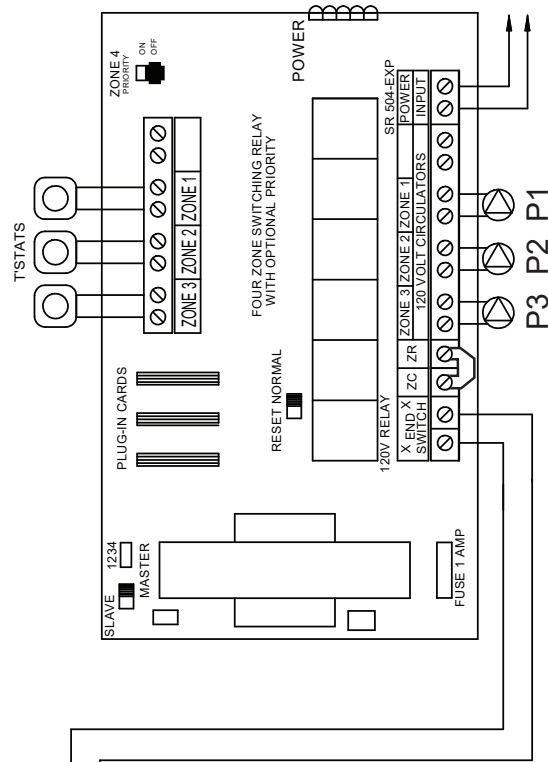 T'STATS
ZONE 4
PRIORITY
ON
OFF
POWER
ZONE 3
ZONE 2
ZONE 1
PLUG-IN CARDS
FOUR ZONE SWITCHING RELAY
WITH OPTIONAL PRIORITY
RESET NORMAL
SLAVE
1234
MASTER
120V RELAY
SR 504-EXP
FUSE 1 AMP
X END X
SWITCH
ZC
ZR
ZONE 3
ZONE 2
ZONE 1
120 VOLT CIRCULATORS
POWER
INPUT
P3
P2
P1